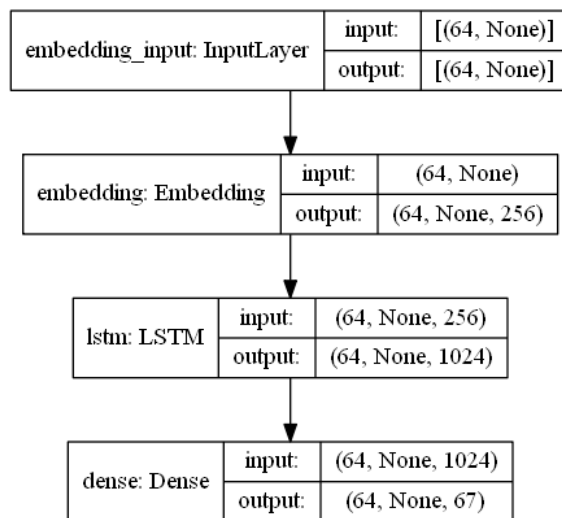 embedding_input: InputLayer
input: [(64, None)]
output: [(64, None)]
embedding: Embedding
input: (64, None)
output: (64, None, 256)
lstm: LSTM
input: (64, None, 256)
output: (64, None, 1024)
dense: Dense
input: (64, None, 1024)
output: (64, None, 67)